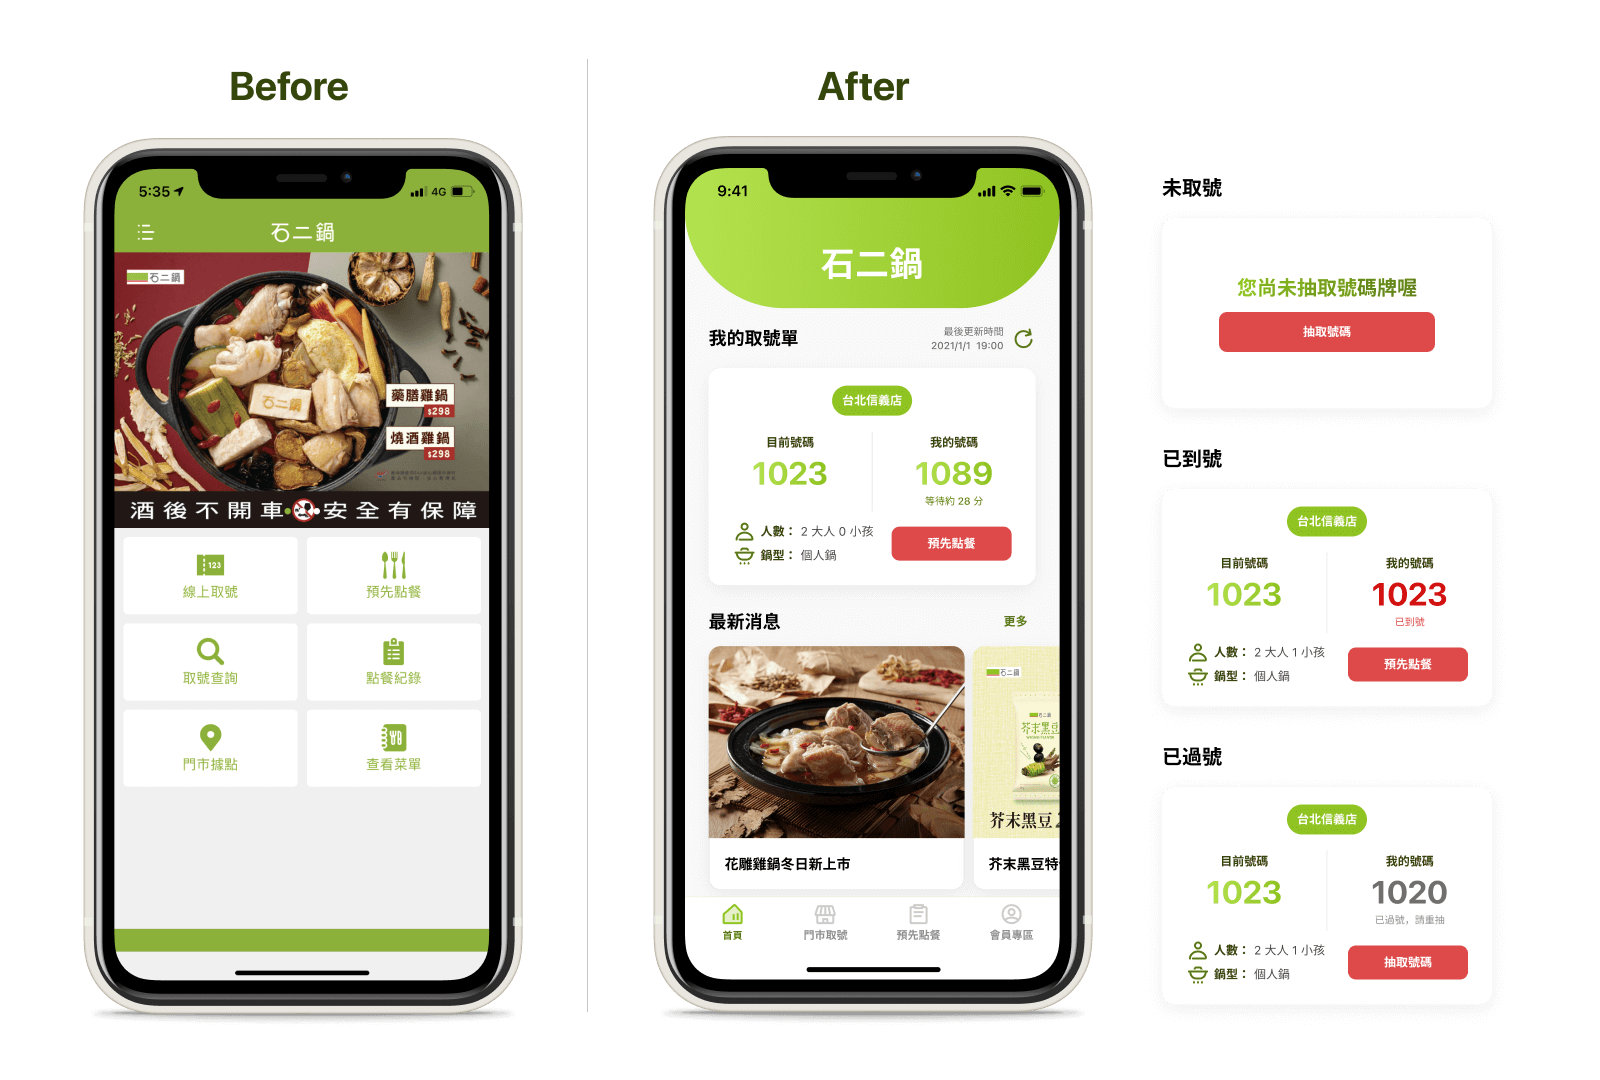 Before
5:35
4G
石二鍋
石二鍋
石二鍋
藥膳雞鍋
$298
燒酒雞鍋
$298
酒後不開車 安全有保障
123
線上取號
預先點餐
取號查詢
點餐紀錄
門市據點
查看菜單
After
9:41
石二鍋
我的取號單
最後更新時間
2021/1/1 19:00
台北信義店
目前號碼
我的號碼
1023
1089
等待約 28 分
人數： 2 大人 0 小孩
鍋型： 個人鍋
預先點餐
最新消息
更多
石二鍋
石二鍋
芥末黑豆
芥末黑豆
花雕雞鍋冬日新上市
芥末黑豆特
首頁
門市取號
預先點餐
會員專區
未取號
您尚未抽取號碼牌喔
抽取號碼
已到號
台北信義店
目前號碼
我的號碼
1023
1023
已到號
人數： 2 大人 1 小孩
鍋型： 個人鍋
預先點餐
已過號
台北信義店
目前號碼
我的號碼
1023
1020
已過號，請重抽
人數： 2 大人 1 小孩
鍋型： 個人鍋
抽取號碼